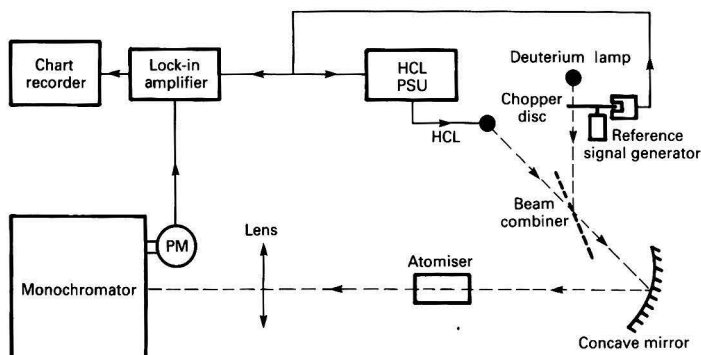 Chart
recorder
Lock-in
amplifier
HCL
PSU
Deuterium lamp
Chopper
disc
HCL
Reference
signal generator
Beam
combiner
Lens
PM
Atomiser
Monochromator
Concave mirror